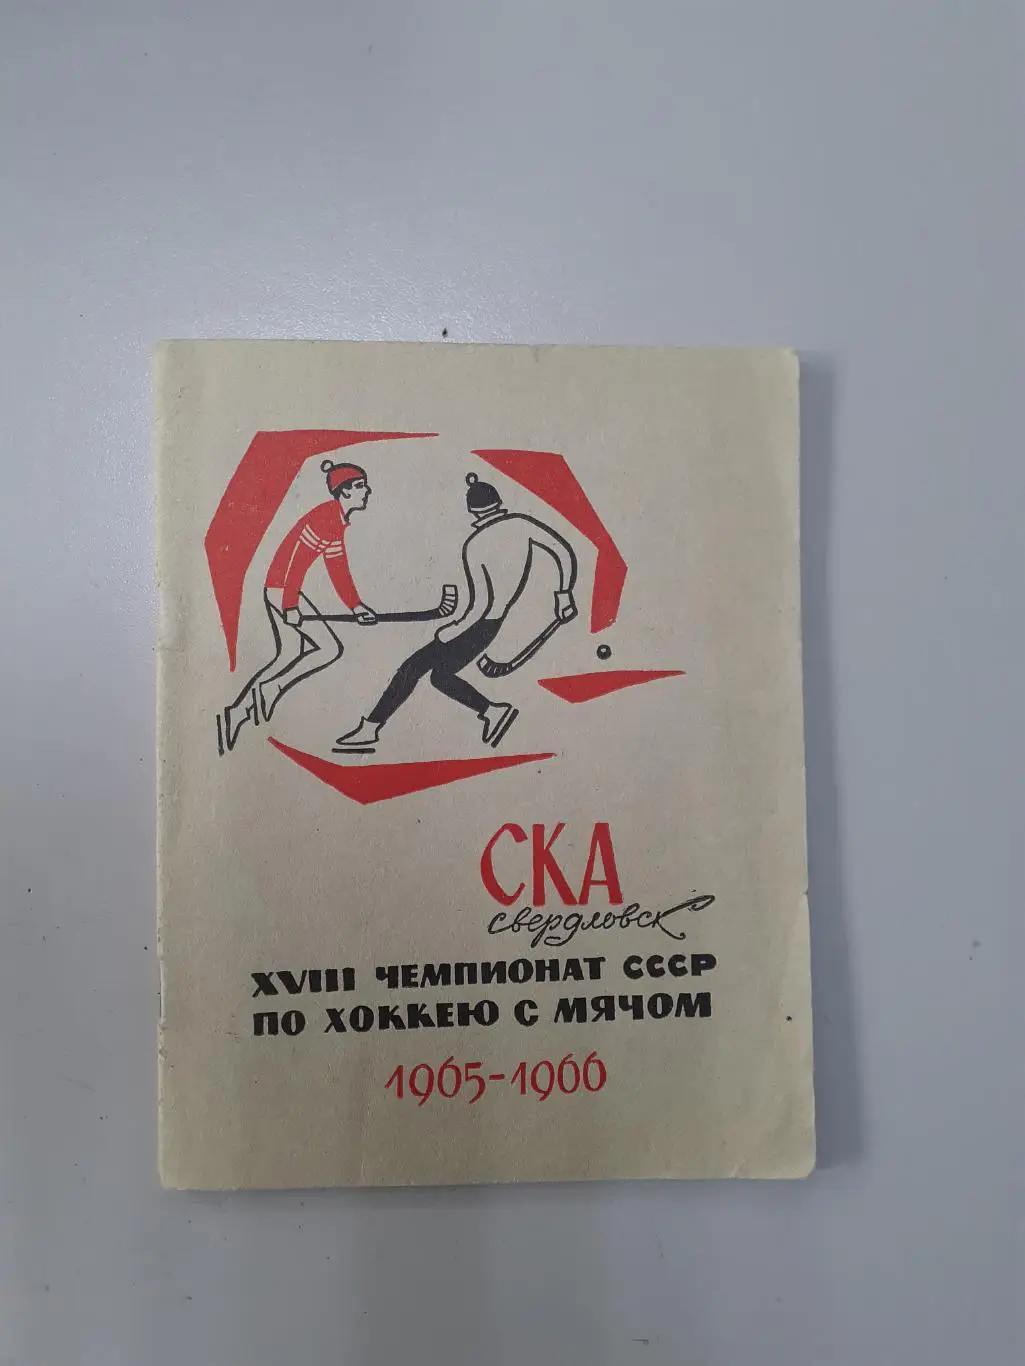 СКА
свердловск
XVIII ЧЕМПИОНАТ СССР
ПО ХОККЕЮ С МЯЧОМ
1965-1966